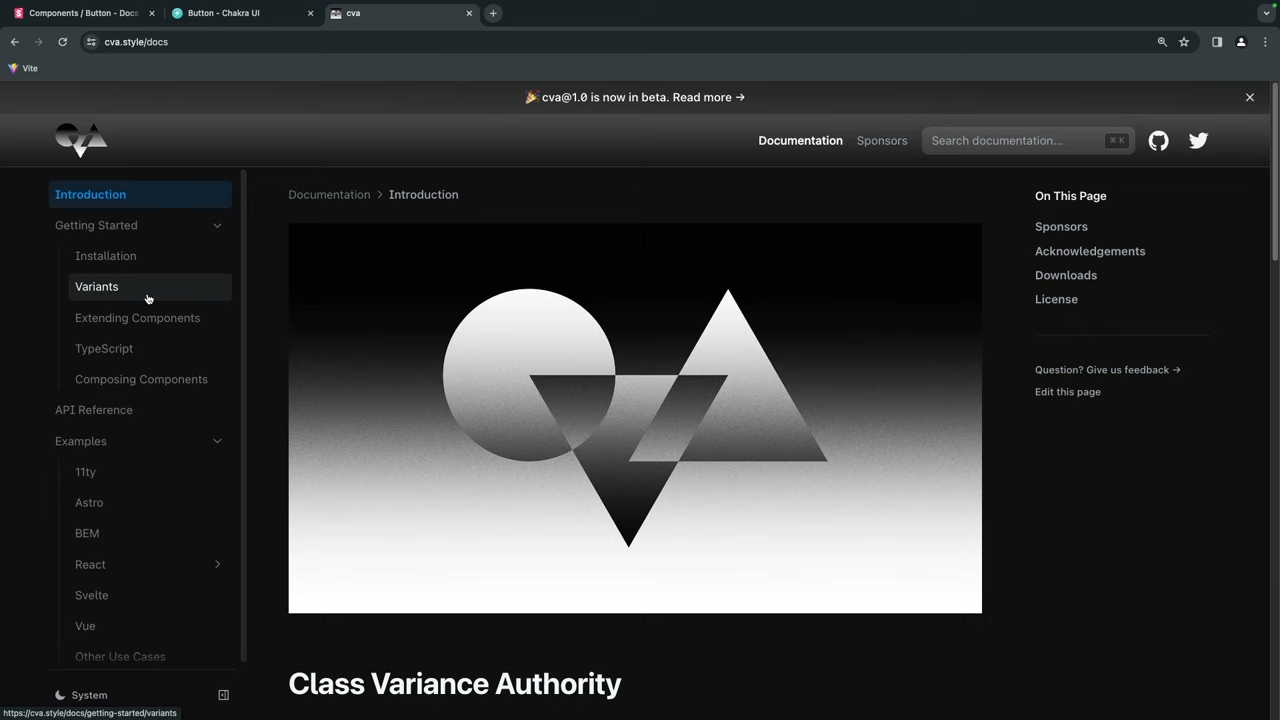 Components / Button - Docs
Button - Chakra UI
cva
cva.style/docs
Vite
🎉 cva@1.0 is now in beta. Read more →
Documentation
Sponsors
Search documentation...
⌘ K
Introduction
Getting Started
Installation
Variants
Extending Components
TypeScript
Composing Components
API Reference
Examples
11ty
Astro
BEM
React
Svelte
Vue
Other Use Cases
System
Documentation > Introduction
Class Variance Authority
On This Page
Sponsors
Acknowledgements
Downloads
License
Question? Give us feedback →
Edit this page
https://cva.style/docs/getting-started/variants